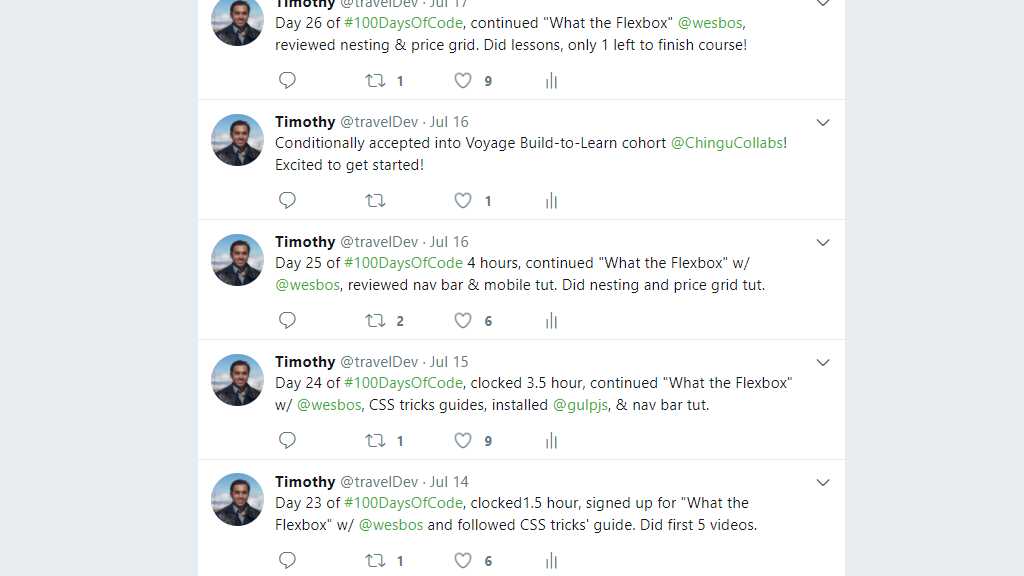 Timothy @travelDev · Jul 17
Day 26 of #100DaysOfCode, continued "What the Flexbox" @wesbos,
reviewed nesting & price grid. Did lessons, only 1 left to finish course!
1 9
Timothy @travelDev · Jul 16
Conditionally accepted into Voyage Build-to-Learn cohort @ChinguCollabs!
Excited to get started!
1
Timothy @travelDev · Jul 16
Day 25 of #100DaysOfCode 4 hours, continued "What the Flexbox" w/
@wesbos, reviewed nav bar & mobile tut. Did nesting and price grid tut.
2 6
Timothy @travelDev · Jul 15
Day 24 of #100DaysOfCode, clocked 3.5 hour, continued "What the Flexbox"
w/ @wesbos, CSS tricks guides, installed @gulpjs, & nav bar tut.
1 9
Timothy @travelDev · Jul 14
Day 23 of #100DaysOfCode, clocked1.5 hour, signed up for "What the
Flexbox" w/ @wesbos and followed CSS tricks' guide. Did first 5 videos.
1 6